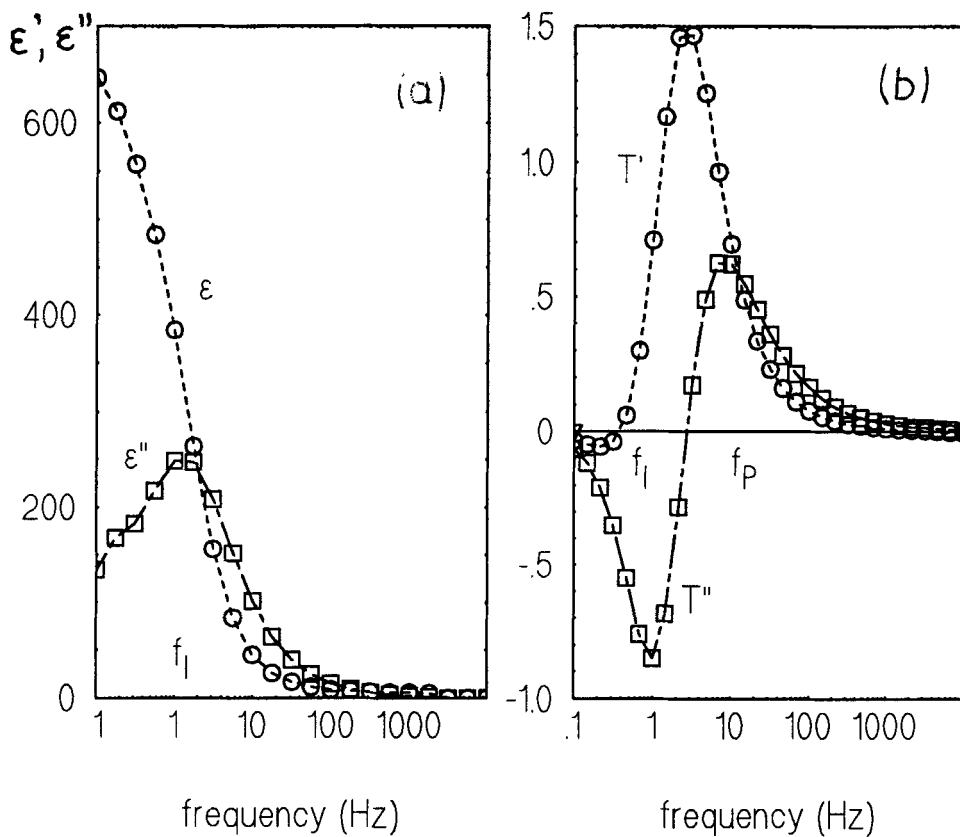 ε', ε"
(a)
600
400
200
0
ε
ε"
f_l
1 1 10 100 1000
frequency (Hz)
(b)
1.5
1.0
.5
0
-.5
-1.0
T'
f_l
f_p
T"
.1 1 10 100 1000
frequency (Hz)